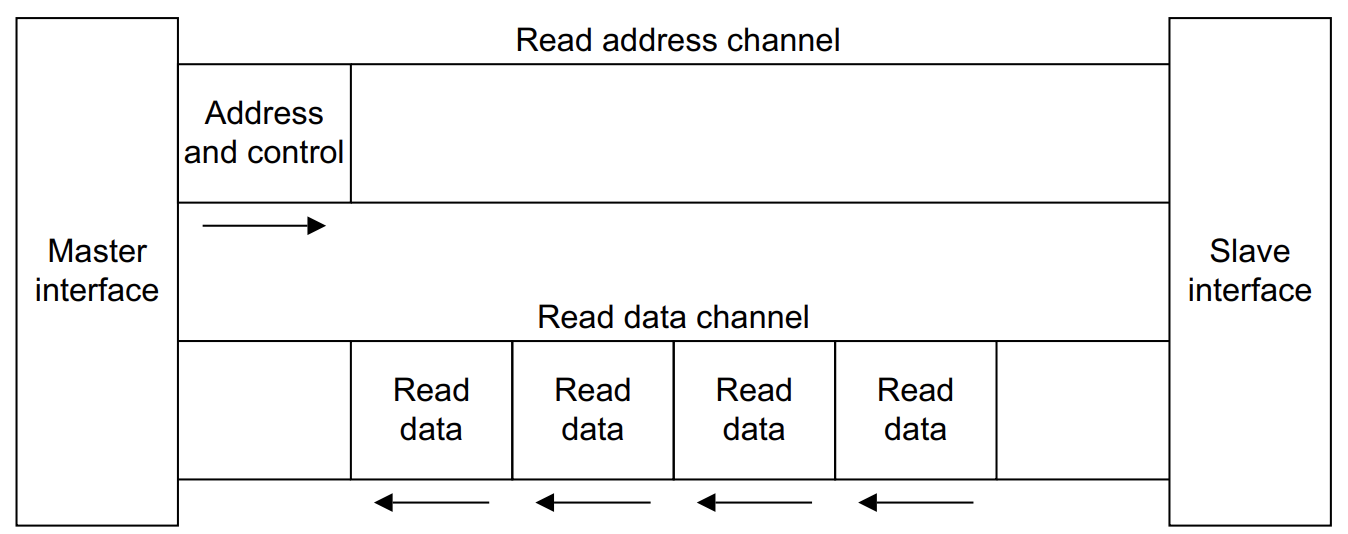 Read address channel
Address
and control
Master
interface
Slave
interface
Read data channel
Read
data
Read
data
Read
data
Read
data